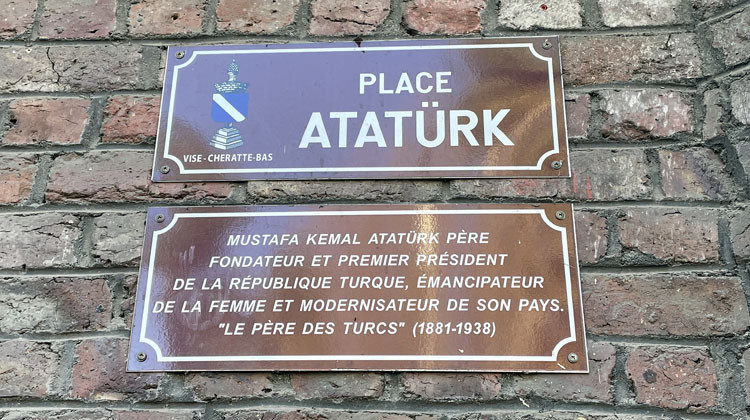 PLACE
ATATÜRK
VISE-CHERATTE-BAS
MUSTAFA KEMAL ATATÜRK PÈRE
FONDATEUR ET PREMIER PRÉSIDENT
DE LA RÉPUBLIQUE TURQUE, ÉMANCIPATEUR
DE LA FEMME ET MODERNISATEUR DE SON PAYS.
"LE PÈRE DES TURCS" (1881-1938)